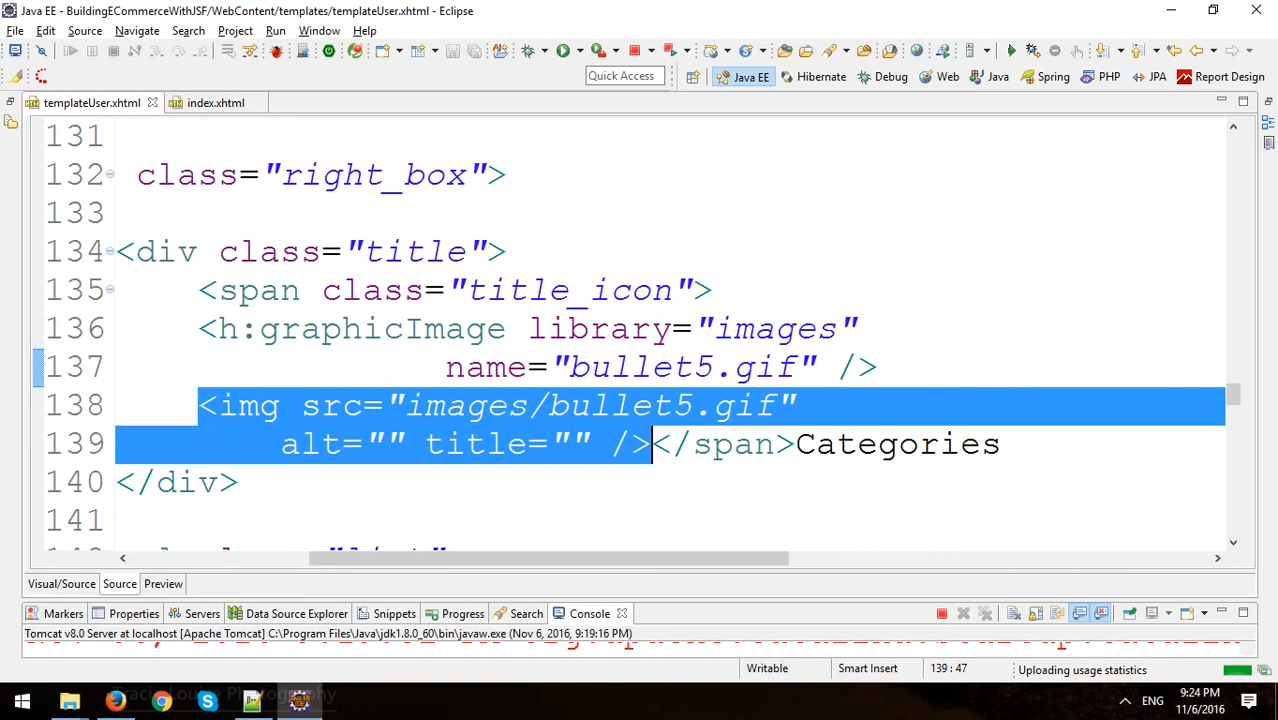 Java EE - BuildingECommerceWithJSF/WebContent/templates/templateUser.xhtml - Eclipse
File Edit Source Navigate Search Project Run Window Help
Quick Access
Java EE Hibernate Debug Web Java Spring PHP JPA Report Design
templateUser.xhtml index.xhtml
131
132 class="right_box">
133
134 <div class="title">
135 <span class="title_icon">
136 <h:graphicImage library="images"
137 name="bullet5.gif" />
138 <img src="images/bullet5.gif"
139 alt="" title="" /></span>Categories
140 </div>
141
Visual/Source Source Preview
Markers Properties Servers Data Source Explorer Snippets Progress Search Console
Tomcat v8.0 Server at localhost [Apache Tomcat] C:\Program Files\Java\jdk1.8.0_60\bin\javaw.exe (Nov 6, 2016, 9:19:16 PM)
Writable Smart Insert 139 : 47 Uploading usage statistics
Gracie Louise Photography
ENG
9:24 PM
11/6/2016